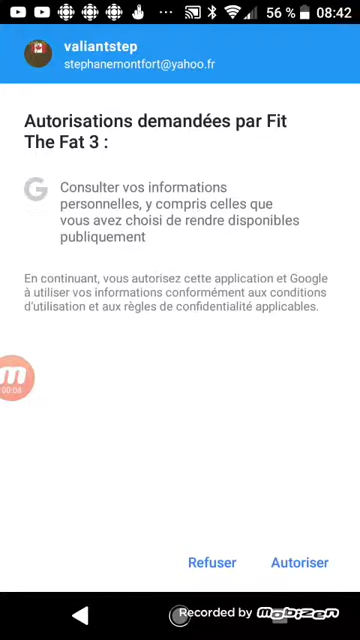 56 % 08:42
valiantstep
stephanemontfort@yahoo.fr
Autorisations demandées par Fit
The Fat 3 :
G Consulter vos informations
personnelles, y compris celles que
vous avez choisi de rendre disponibles
publiquement
En continuant, vous autorisez cette application et Google
à utiliser vos informations conformément aux conditions
d'utilisation et aux règles de confidentialité applicables.
m
00:08
Refuser Autoriser
Recorded by mobizen